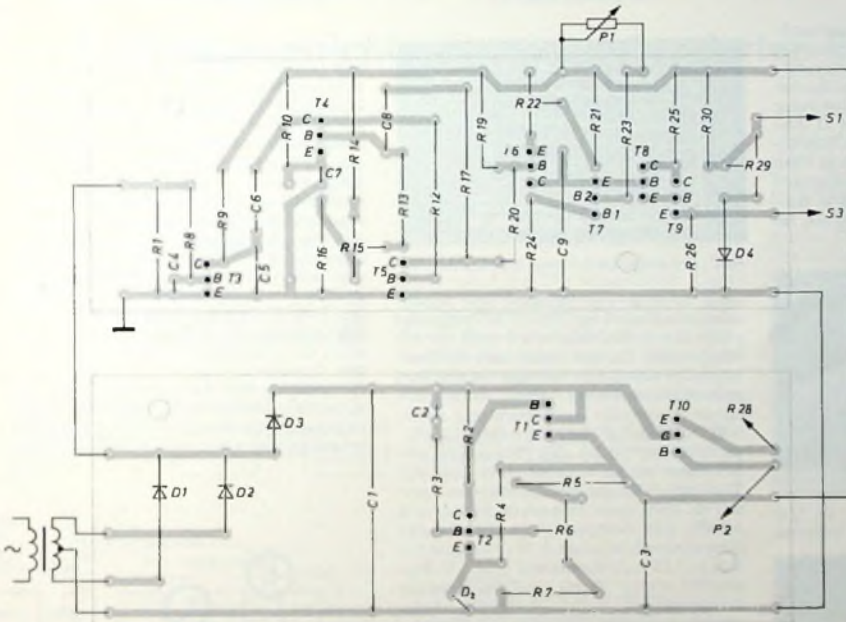 P1
T4
C
B
E
R10
R14
C8
R19
R22
R21
R23
R25
R30
S1
T6
E
B
C
T8
C
B
E
C
B
E
T9
R29
C7
C6
R9
R13
R12
R17
R20
E
B2
B1
T7
S3
R1
R8
C4
C
B
E
T3
C5
R16
R15
T5
C
B
E
R24
C9
R26
D4
D3
C2
R2
B
C
E
T1
T10
E
C
B
R28
D1
D2
C1
R3
R4
R5
P2
~
C
B
E
T2
R6
C3
Dz
R7